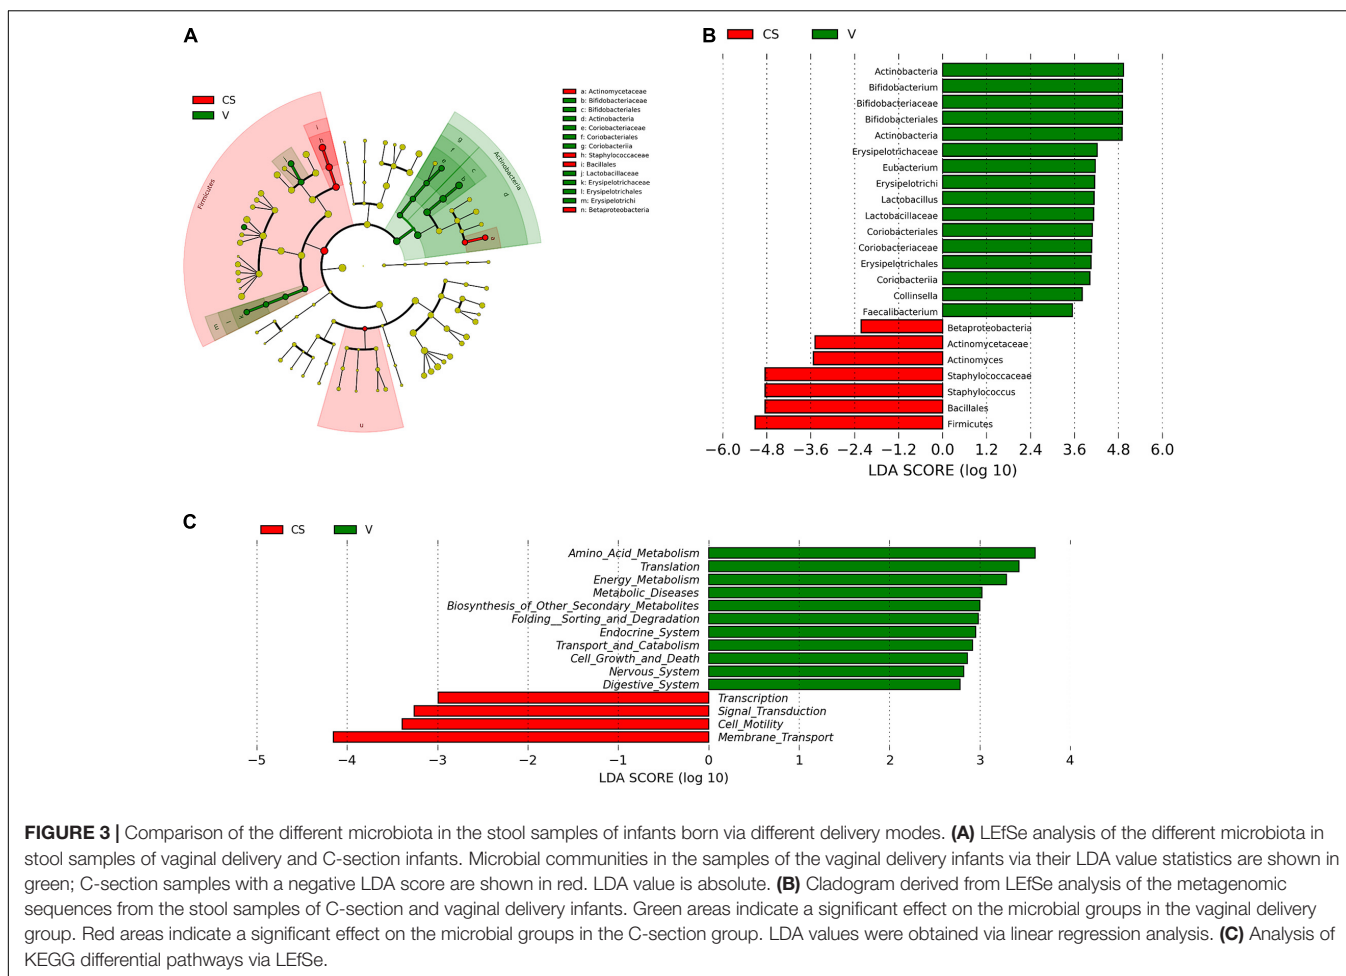 A
CS
V
Firmicutes
Actinobacteria
a
b
c
d
e
f
g
h
i
j
k
l
m
n
a: Actinomycetaceae
b: Bifidobacteriaceae
c: Bifidobacteriales
d: Actinobacteria
e: Coriobacteriaceae
f: Coriobacteriales
g: Coriobacteriia
h: Staphylococcaceae
i: Bacillales
j: Lactobacillaceae
k: Erysipelotrichaceae
l: Erysipelotrichales
m: Erysipelotrichi
n: Betaproteobacteria
B
CS V
Actinobacteria
Bifidobacterium
Bifidobacteriaceae
Bifidobacteriales
Actinobacteria
Erysipelotrichaceae
Eubacterium
Erysipelotrichi
Lactobacillus
Lactobacillaceae
Coriobacteriales
Coriobacteriaceae
Erysipelotrichales
Coriobacteriia
Collinsella
Faecalibacterium
Betaproteobacteria
Actinomycetaceae
Actinomyces
Staphylococcaceae
Staphylococcus
Bacillales
Firmicutes
−6.0 −4.8 −3.6 −2.4 −1.2 0.0 1.2 2.4 3.6 4.8 6.0
LDA SCORE (log 10)
C
CS V
Amino_Acid_Metabolism
Translation
Energy_Metabolism
Metabolic_Diseases
Biosynthesis_of_Other_Secondary_Metabolites
Folding__Sorting_and_Degradation
Endocrine_System
Transport_and_Catabolism
Cell_Growth_and_Death
Nervous_System
Digestive_System
Transcription
Signal_Transduction
Cell_Motility
Membrane_Transport
−5 −4 −3 −2 −1 0 1 2 3 4
LDA SCORE (log 10)
FIGURE 3 | Comparison of the different microbiota in the stool samples of infants born via different delivery modes. (A) LEfSe analysis of the different microbiota in
stool samples of vaginal delivery and C-section infants. Microbial communities in the samples of the vaginal delivery infants via their LDA value statistics are shown in
green; C-section samples with a negative LDA score are shown in red. LDA value is absolute. (B) Cladogram derived from LEfSe analysis of the metagenomic
sequences from the stool samples of C-section and vaginal delivery infants. Green areas indicate a significant effect on the microbial groups in the vaginal delivery
group. Red areas indicate a significant effect on the microbial groups in the C-section group. LDA values were obtained via linear regression analysis. (C) Analysis of
KEGG differential pathways via LEfSe.